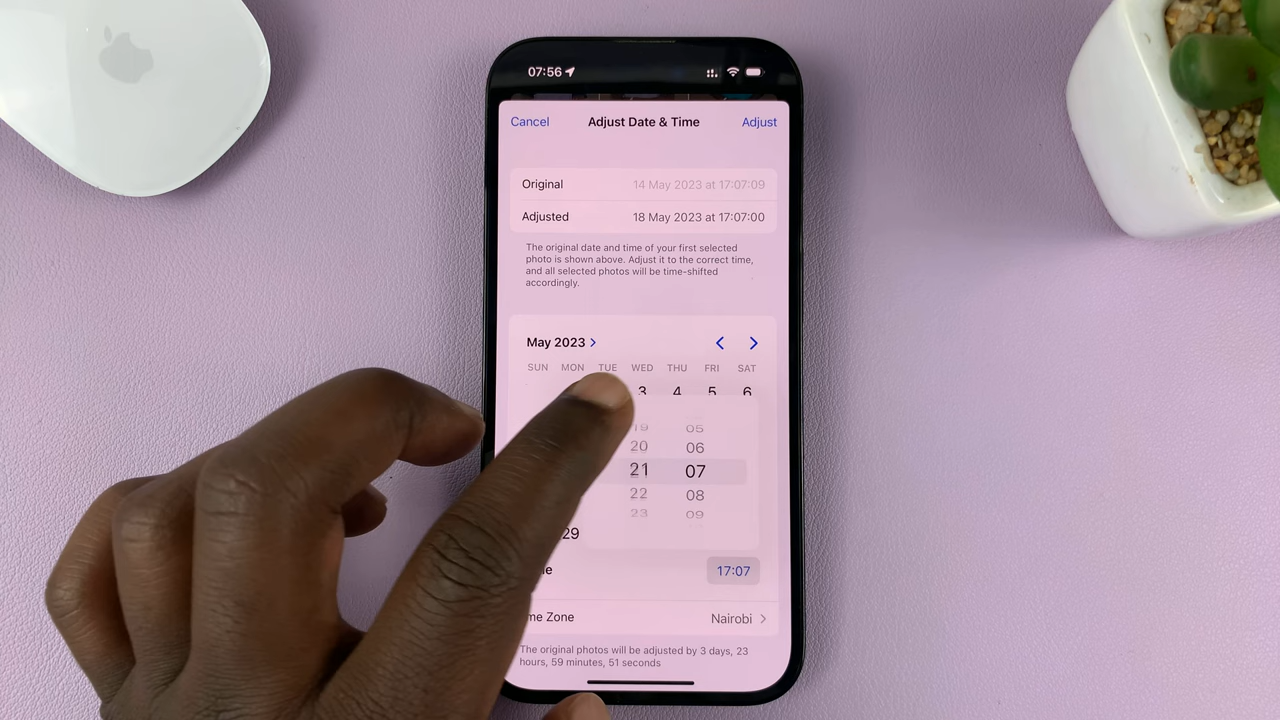 07:56
Cancel Adjust Date & Time Adjust
Original 14 May 2023 at 17:07:09
Adjusted 18 May 2023 at 17:07:00
The original date and time of your first selected
photo is shown above. Adjust it to the correct time,
and all selected photos will be time-shifted
accordingly.
May 2023
SUN MON TUE WED THU FRI SAT
3 4 5 6
19 05
20 06
21 07
22 08
23 09
29
17:07
me Zone Nairobi
The original photos will be adjusted by 3 days, 23
hours, 59 minutes, 51 seconds